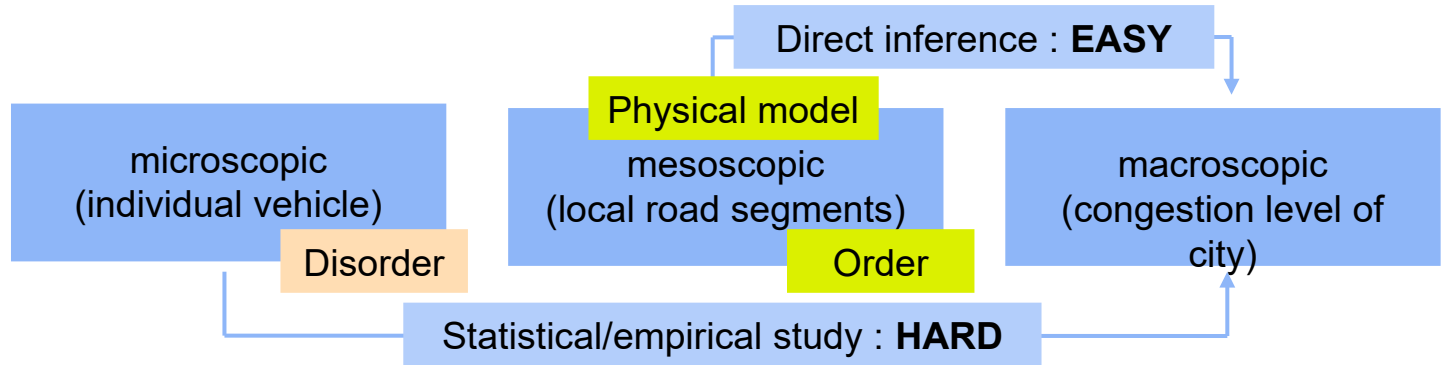 Direct inference : EASY
Physical model
microscopic
(individual vehicle)
Disorder
mesoscopic
(local road segments)
Order
macroscopic
(congestion level of
city)
Statistical/empirical study : HARD